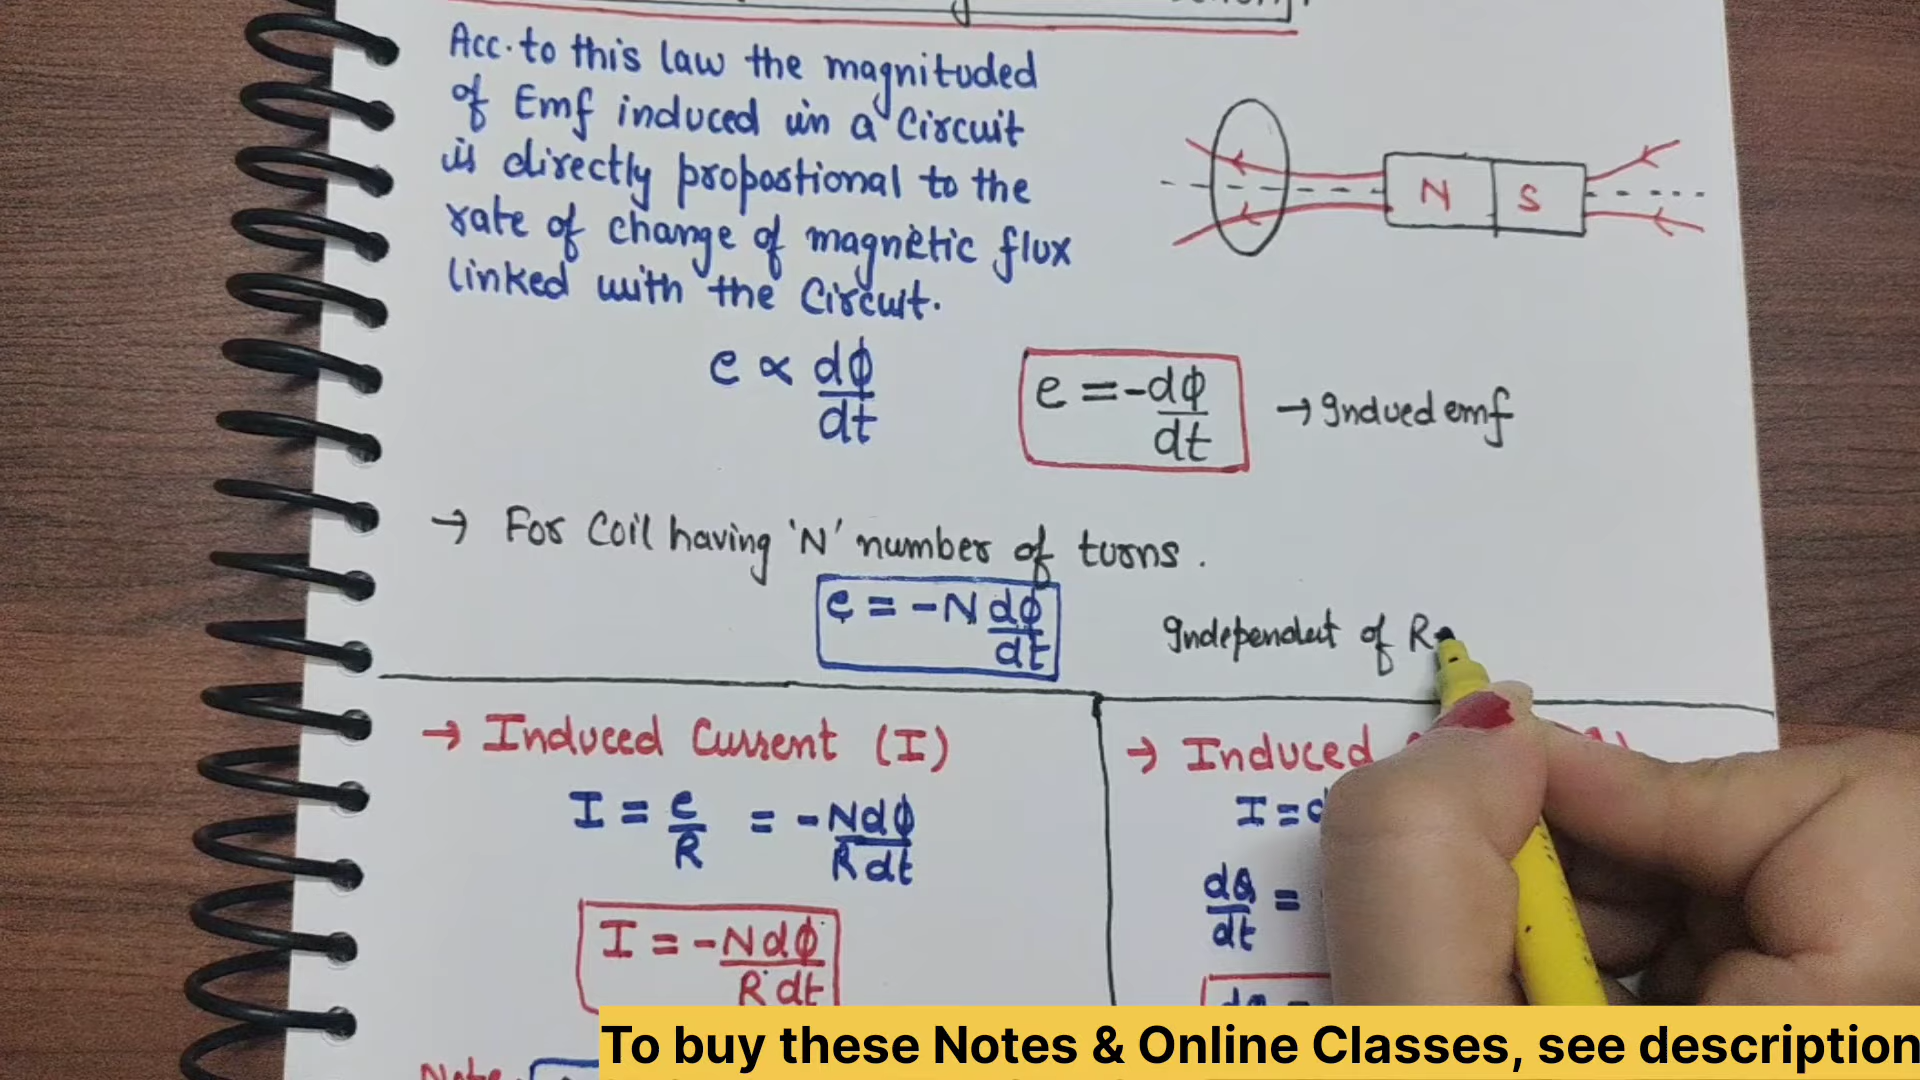 Acc. to this law the magnituded
of Emf induced in a Circuit
is directly proportional to the
rate of change of magnetic flux
linked with the Circuit.
N S
e ∝ dφ/dt
e = -dφ/dt → Indued emf
→ For Coil having 'N' number of turns.
e = -N dφ/dt
Independent of R
→ Induced Current (I)
I = e/R = -Ndφ/Rdt
I = -Ndφ/Rdt
→ Induced
I =
dQ/dt =
Note
To buy these Notes & Online Classes, see description